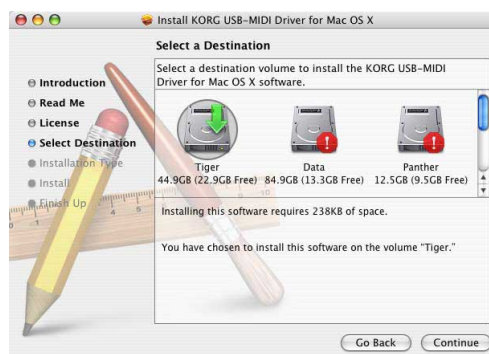 Install KORG USB-MIDI Driver for Mac OS X
Select a Destination
Introduction
Read Me
License
Select Destination
Installation Type
Install
Finish Up
Select a destination volume to install the KORG USB-MIDI
Driver for Mac OS X software.
Tiger
44.9GB (22.9GB Free)
Data
84.9GB (13.3GB Free)
Panther
12.5GB (9.5GB Free)
Installing this software requires 238KB of space.
You have chosen to install this software on the volume "Tiger."
Go Back
Continue